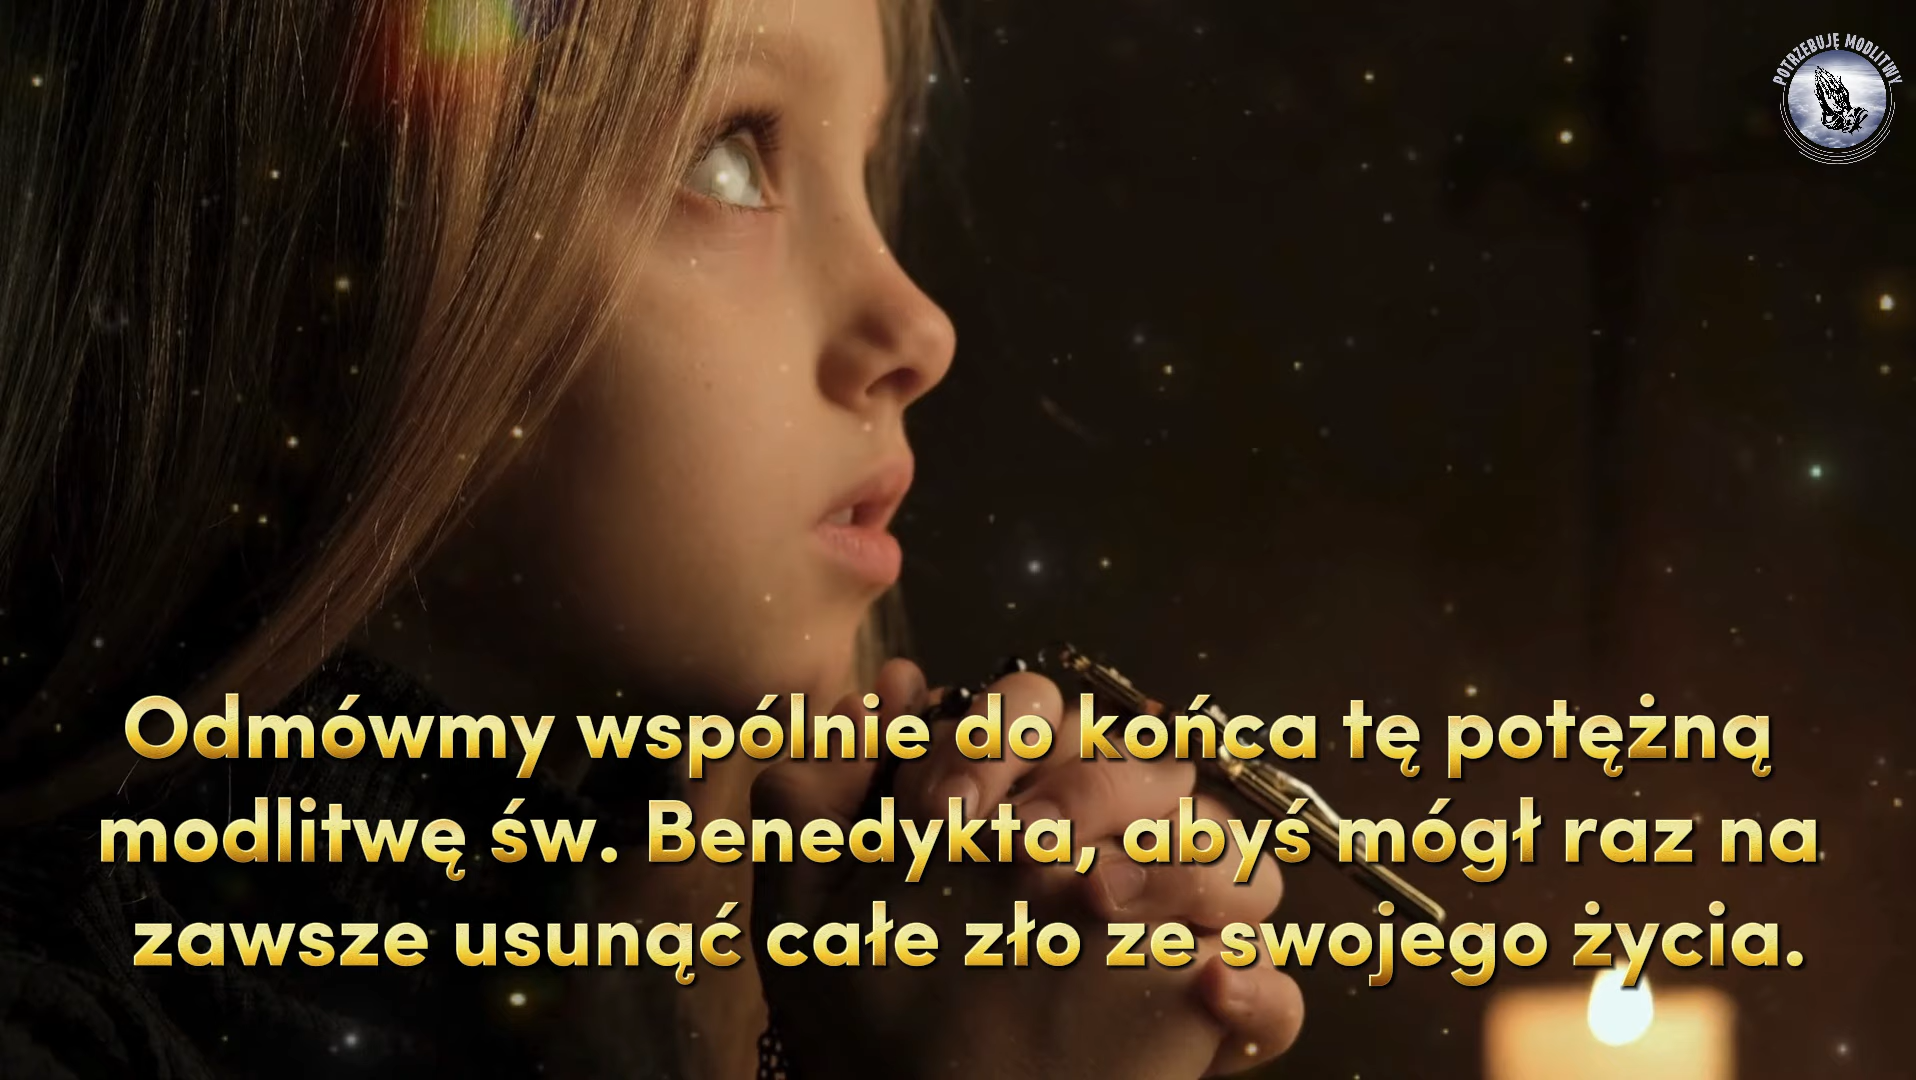 POTRZEBUJĘ MODLITWY
Odmówmy wspólnie do końca tę potężną
modlitwę św. Benedykta, abyś mógł raz na
zawsze usunąć całe zło ze swojego życia.